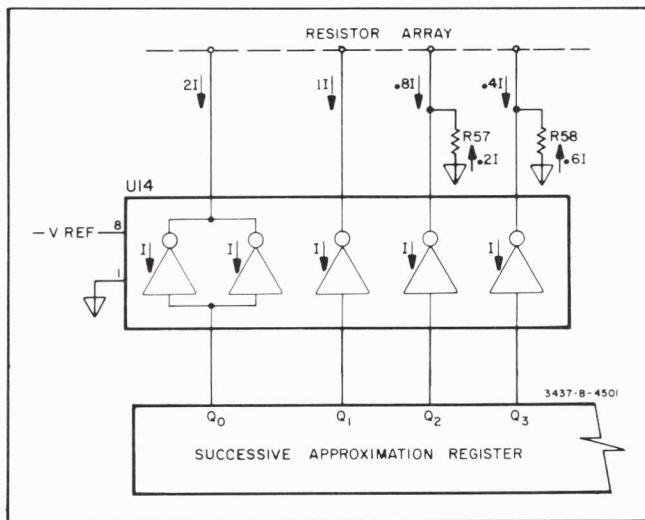 RESISTOR ARRAY
2I 1I .8I .4I
R57 R58
.2I .6I
U14
-V REF 8
I I I I I
1
3437-B-4501
Q0 Q1 Q2 Q3
SUCCESSIVE APPROXIMATION REGISTER